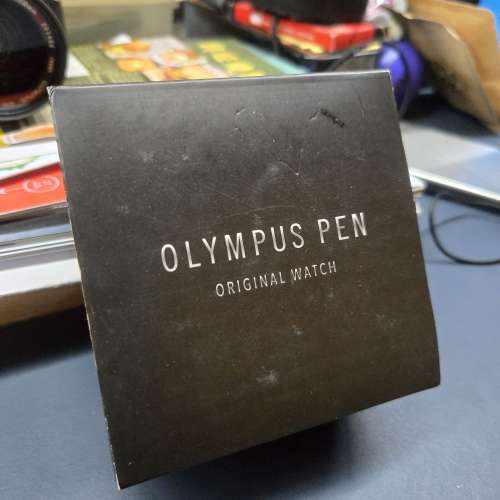 OLYMPUS PEN
ORIGINAL WATCH